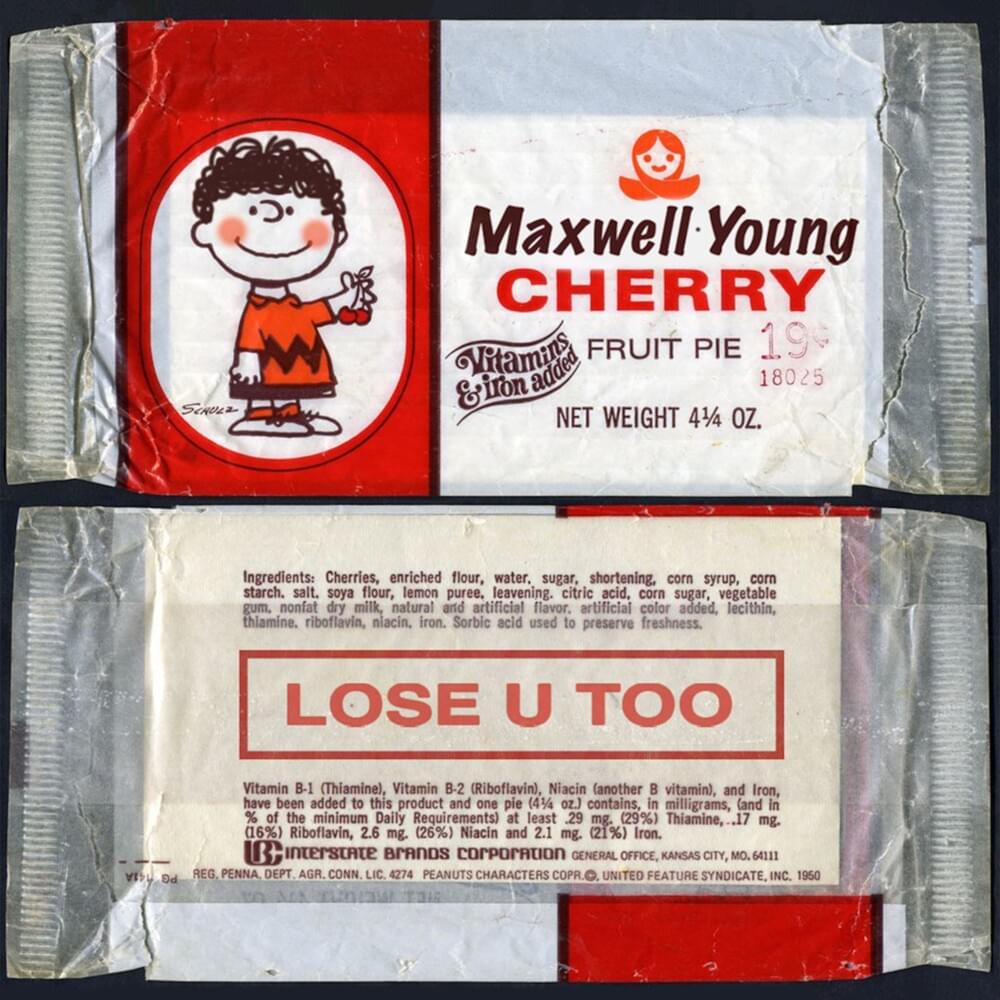 Maxwell·Young
CHERRY
Vitamins
& iron added
FRUIT PIE 19¢
18025
NET WEIGHT 4¼ OZ.
SCHULZ
Ingredients: Cherries, enriched flour, water, sugar, shortening, corn syrup, corn
starch, salt, soya flour, lemon puree, leavening, citric acid, corn sugar, vegetable
gum, nonfat dry milk, natural and artificial flavor, artificial color added, lecithin,
thiamine, riboflavin, niacin, iron. Sorbic acid used to preserve freshness.
LOSE U TOO
Vitamin B-1 (Thiamine), Vitamin B-2 (Riboflavin), Niacin (another B vitamin), and Iron,
have been added to this product and one pie (4¼ oz.) contains, in milligrams, (and in
% of the minimum Daily Requirements) at least .29 mg. (29%) Thiamine, .17 mg.
(16%) Riboflavin, 2.6 mg. (26%) Niacin and 2.1 mg. (21%) Iron.
IBC INTERSTATE BRANDS CORPORATION GENERAL OFFICE, KANSAS CITY, MO. 64111
REG. PENNA. DEPT. AGR. CONN. LIC. 4274 PEANUTS CHARACTERS COPR.©, UNITED FEATURE SYNDICATE, INC. 1950